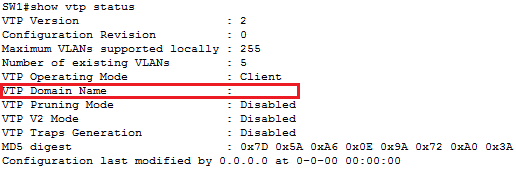 SW1#show vtp status
VTP Version                     : 2
Configuration Revision          : 0
Maximum VLANs supported locally : 255
Number of existing VLANs        : 5
VTP Operating Mode              : Client
VTP Domain Name                 :
VTP Pruning Mode                : Disabled
VTP V2 Mode                     : Disabled
VTP Traps Generation            : Disabled
MD5 digest                      : 0x7D 0x5A 0xA6 0x0E 0x9A 0x72 0xA0 0x3A
Configuration last modified by 0.0.0.0 at 0-0-00 00:00:00